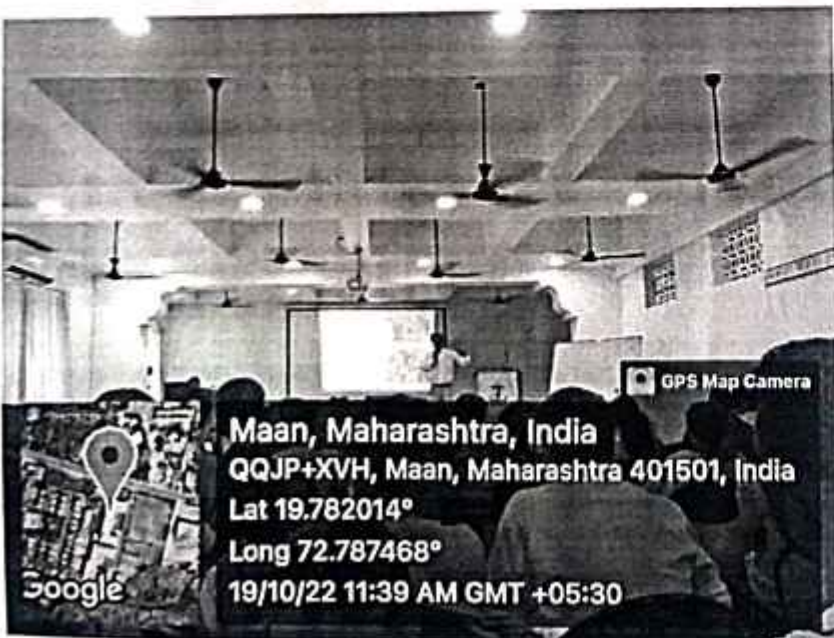 GPS Map Camera
Maan, Maharashtra, India
QQJP+XVH, Maan, Maharashtra 401501, India
Lat 19.782014°
Long 72.787468°
19/10/22 11:39 AM GMT +05:30
Google